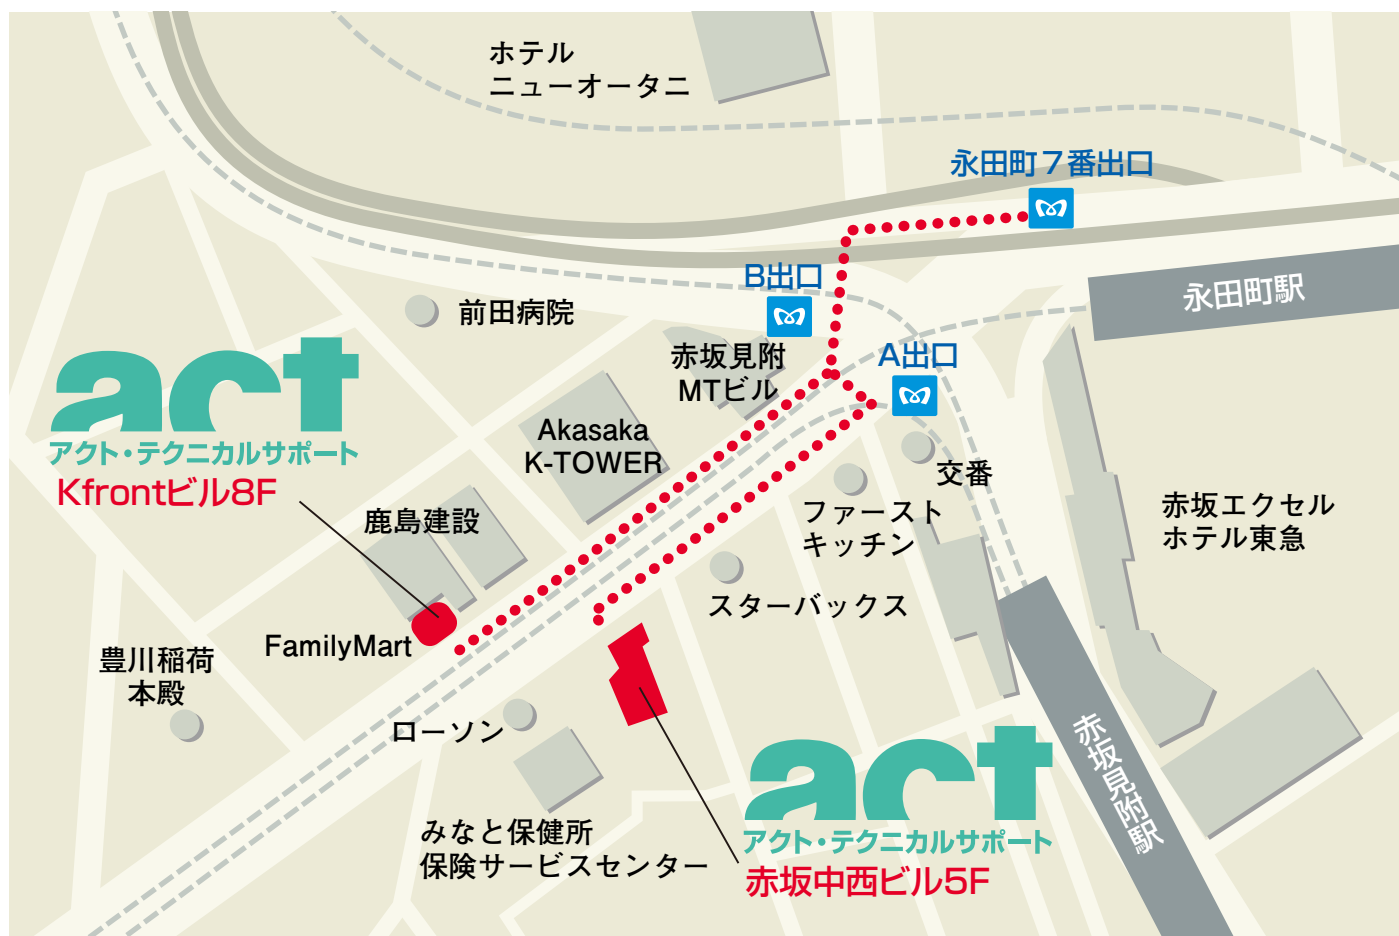 ホテル
ニューオータニ
永田町７番出口
B出口
永田町駅
前田病院
赤坂見附
MTビル
A出口
act
アクト・テクニカルサポート
Kfrontビル8F
Akasaka
K-TOWER
交番
ファースト
キッチン
赤坂エクセル
ホテル東急
鹿島建設
スターバックス
FamilyMart
豊川稲荷
本殿
ローソン
赤坂見附駅
act
アクト・テクニカルサポート
赤坂中西ビル5F
みなと保健所
保険サービスセンター